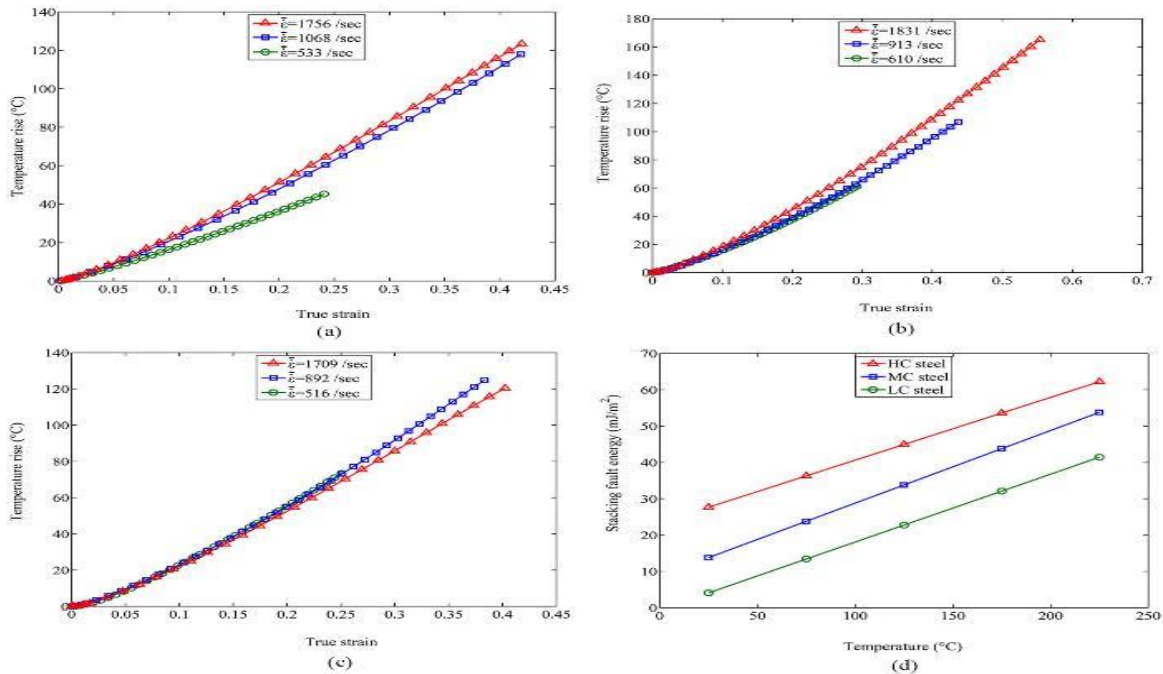 140
120
100
80
60
40
20
0
Temperature rise (°C)
ε̄̇=1756 /sec
ε̄̇=1068 /sec
ε̄̇=533 /sec
0 0.05 0.1 0.15 0.2 0.25 0.3 0.35 0.4 0.45
True strain
(a)
180
160
140
120
100
80
60
40
20
0
Temperature rise (°C)
ε̄̇=1831 /sec
ε̄̇=913 /sec
ε̄̇=610 /sec
0.1 0.2 0.3 0.4 0.5 0.6 0.7
True strain
(b)
140
120
100
80
60
40
20
0
Temperature rise (°C)
ε̄̇=1709 /sec
ε̄̇=892 /sec
ε̄̇=516 /sec
0 0.05 0.1 0.15 0.2 0.25 0.3 0.35 0.4 0.45
True strain
(c)
70
60
50
40
30
20
10
0
Stacking fault energy (mJ/m²)
HC steel
MC steel
LC steel
50 100 150 200 250
Temperature (°C)
(d)